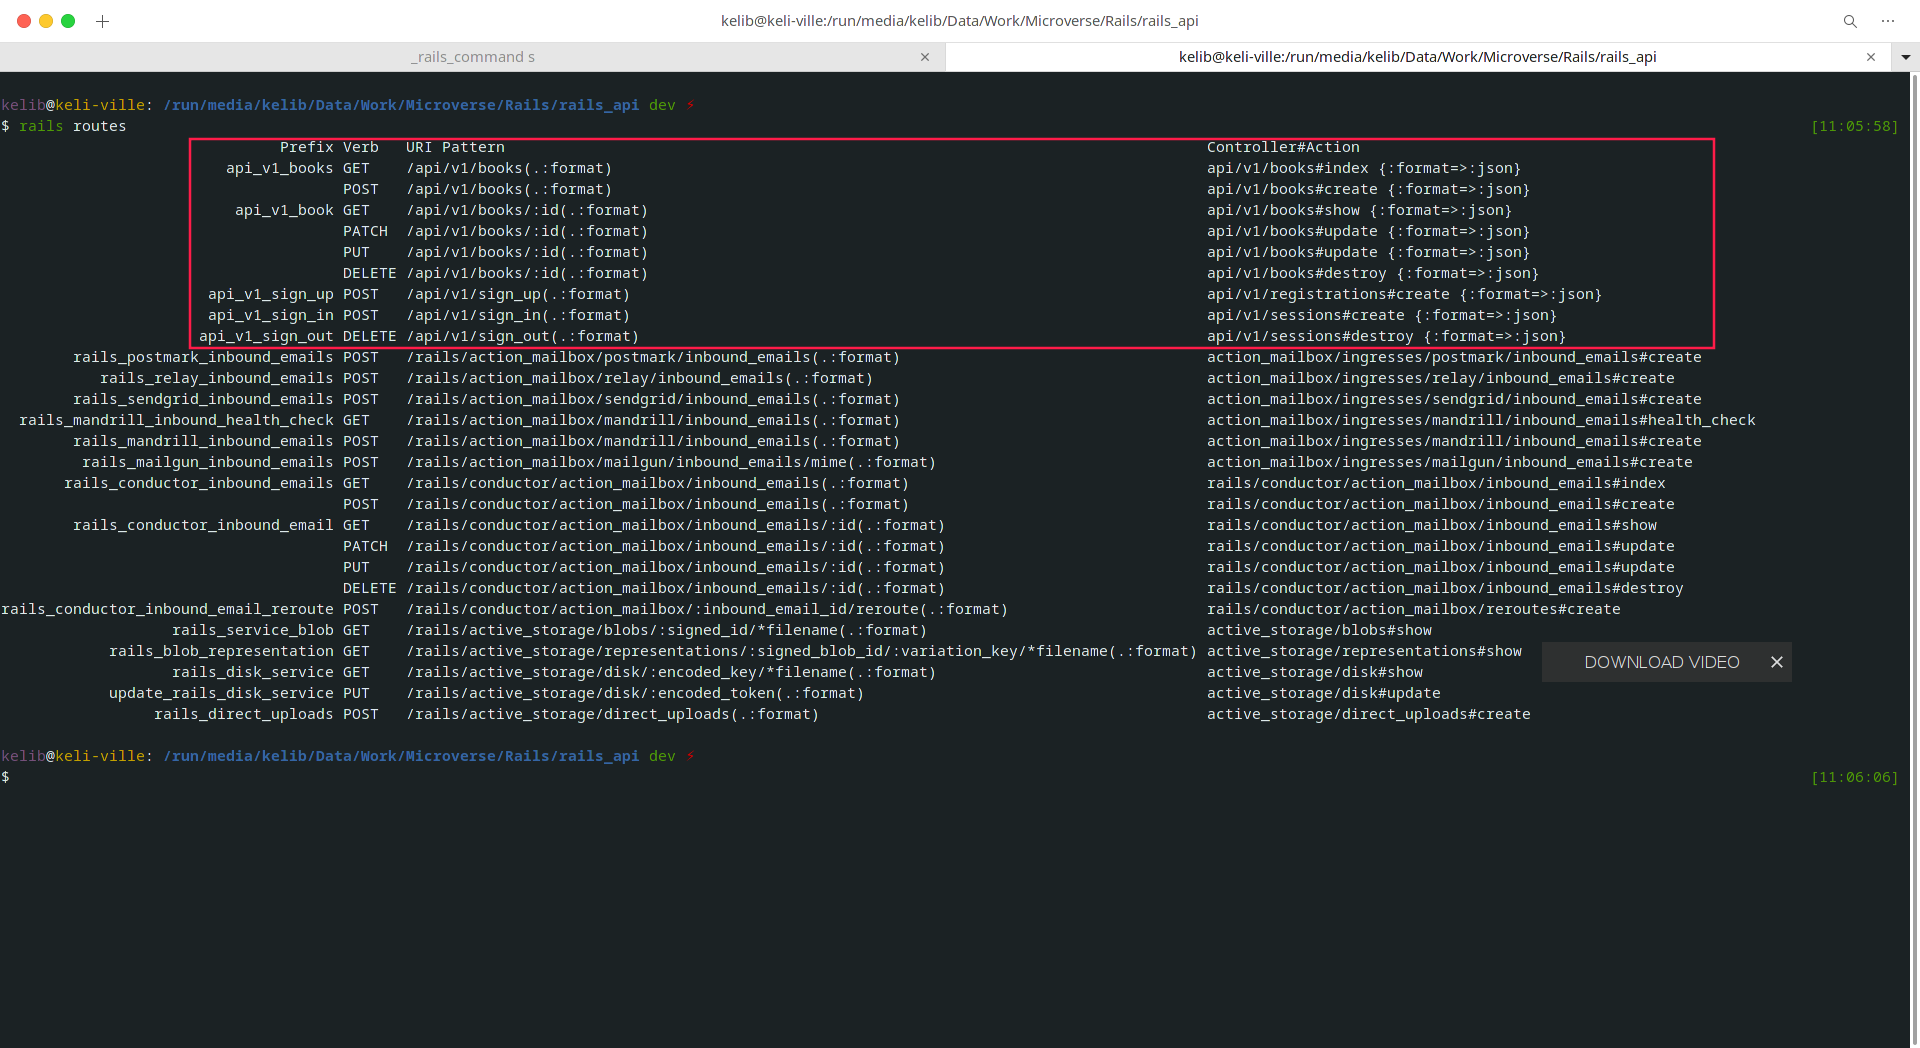 kelib@keli-ville:/run/media/kelib/Data/Work/Microverse/Rails/rails_api
_rails_command s
kelib@keli-ville:/run/media/kelib/Data/Work/Microverse/Rails/rails_api
kelib@keli-ville: /run/media/kelib/Data/Work/Microverse/Rails/rails_api dev ⚡
$ rails routes [11:05:58]
Prefix Verb URI Pattern Controller#Action
api_v1_books GET /api/v1/books(.:format) api/v1/books#index {:format=>:json}
POST /api/v1/books(.:format) api/v1/books#create {:format=>:json}
api_v1_book GET /api/v1/books/:id(.:format) api/v1/books#show {:format=>:json}
PATCH /api/v1/books/:id(.:format) api/v1/books#update {:format=>:json}
PUT /api/v1/books/:id(.:format) api/v1/books#update {:format=>:json}
DELETE /api/v1/books/:id(.:format) api/v1/books#destroy {:format=>:json}
api_v1_sign_up POST /api/v1/sign_up(.:format) api/v1/registrations#create {:format=>:json}
api_v1_sign_in POST /api/v1/sign_in(.:format) api/v1/sessions#create {:format=>:json}
api_v1_sign_out DELETE /api/v1/sign_out(.:format) api/v1/sessions#destroy {:format=>:json}
rails_postmark_inbound_emails POST /rails/action_mailbox/postmark/inbound_emails(.:format) action_mailbox/ingresses/postmark/inbound_emails#create
rails_relay_inbound_emails POST /rails/action_mailbox/relay/inbound_emails(.:format) action_mailbox/ingresses/relay/inbound_emails#create
rails_sendgrid_inbound_emails POST /rails/action_mailbox/sendgrid/inbound_emails(.:format) action_mailbox/ingresses/sendgrid/inbound_emails#create
rails_mandrill_inbound_health_check GET /rails/action_mailbox/mandrill/inbound_emails(.:format) action_mailbox/ingresses/mandrill/inbound_emails#health_check
rails_mandrill_inbound_emails POST /rails/action_mailbox/mandrill/inbound_emails(.:format) action_mailbox/ingresses/mandrill/inbound_emails#create
rails_mailgun_inbound_emails POST /rails/action_mailbox/mailgun/inbound_emails/mime(.:format) action_mailbox/ingresses/mailgun/inbound_emails#create
rails_conductor_inbound_emails GET /rails/conductor/action_mailbox/inbound_emails(.:format) rails/conductor/action_mailbox/inbound_emails#index
POST /rails/conductor/action_mailbox/inbound_emails(.:format) rails/conductor/action_mailbox/inbound_emails#create
rails_conductor_inbound_email GET /rails/conductor/action_mailbox/inbound_emails/:id(.:format) rails/conductor/action_mailbox/inbound_emails#show
PATCH /rails/conductor/action_mailbox/inbound_emails/:id(.:format) rails/conductor/action_mailbox/inbound_emails#update
PUT /rails/conductor/action_mailbox/inbound_emails/:id(.:format) rails/conductor/action_mailbox/inbound_emails#update
DELETE /rails/conductor/action_mailbox/inbound_emails/:id(.:format) rails/conductor/action_mailbox/inbound_emails#destroy
rails_conductor_inbound_email_reroute POST /rails/conductor/action_mailbox/:inbound_email_id/reroute(.:format) rails/conductor/action_mailbox/reroutes#create
rails_service_blob GET /rails/active_storage/blobs/:signed_id/*filename(.:format) active_storage/blobs#show
rails_blob_representation GET /rails/active_storage/representations/:signed_blob_id/:variation_key/*filename(.:format) active_storage/representations#show
DOWNLOAD VIDEO
rails_disk_service GET /rails/active_storage/disk/:encoded_key/*filename(.:format) active_storage/disk#show
update_rails_disk_service PUT /rails/active_storage/disk/:encoded_token(.:format) active_storage/disk#update
rails_direct_uploads POST /rails/active_storage/direct_uploads(.:format) active_storage/direct_uploads#create
kelib@keli-ville: /run/media/kelib/Data/Work/Microverse/Rails/rails_api dev ⚡
$ [11:06:06]